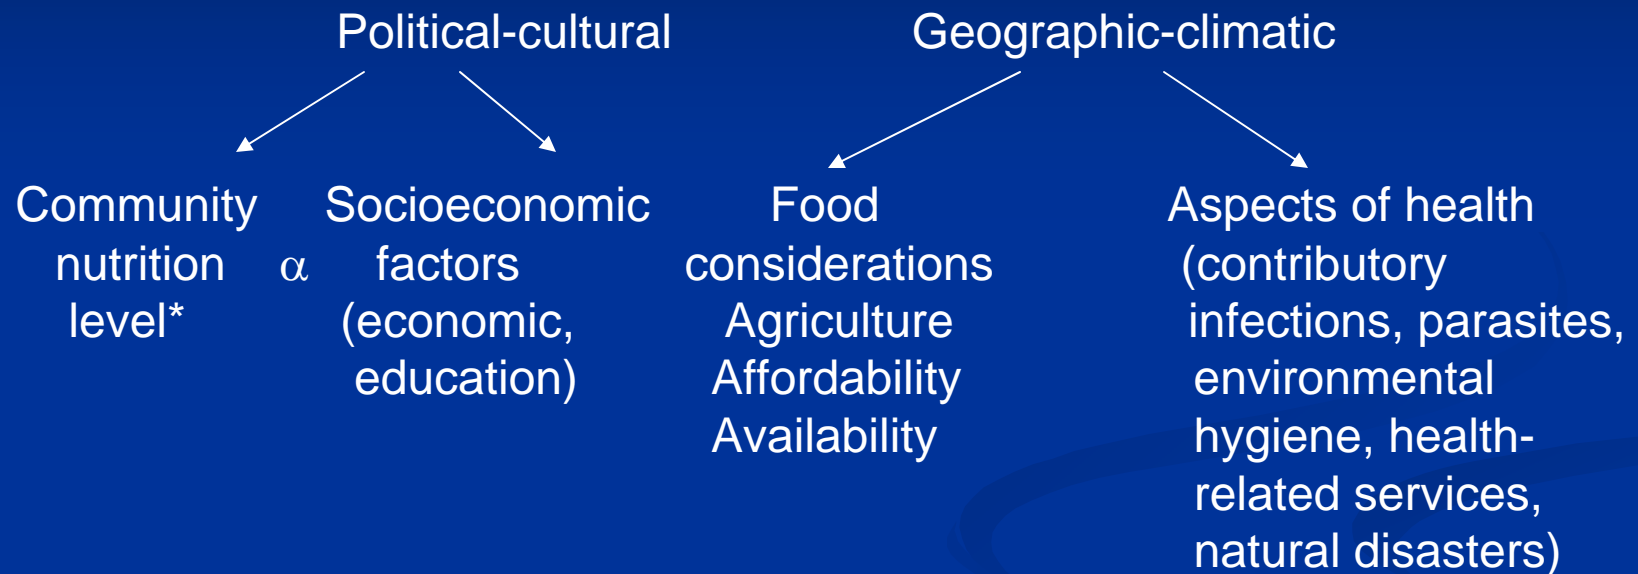 Political-cultural
Geographic-climatic
Community
nutrition
level*
α
Socioeconomic
factors
(economic,
education)
Food
considerations
Agriculture
Affordability
Availability
Aspects of health
(contributory
infections, parasites,
environmental
hygiene, health-
related services,
natural disasters)